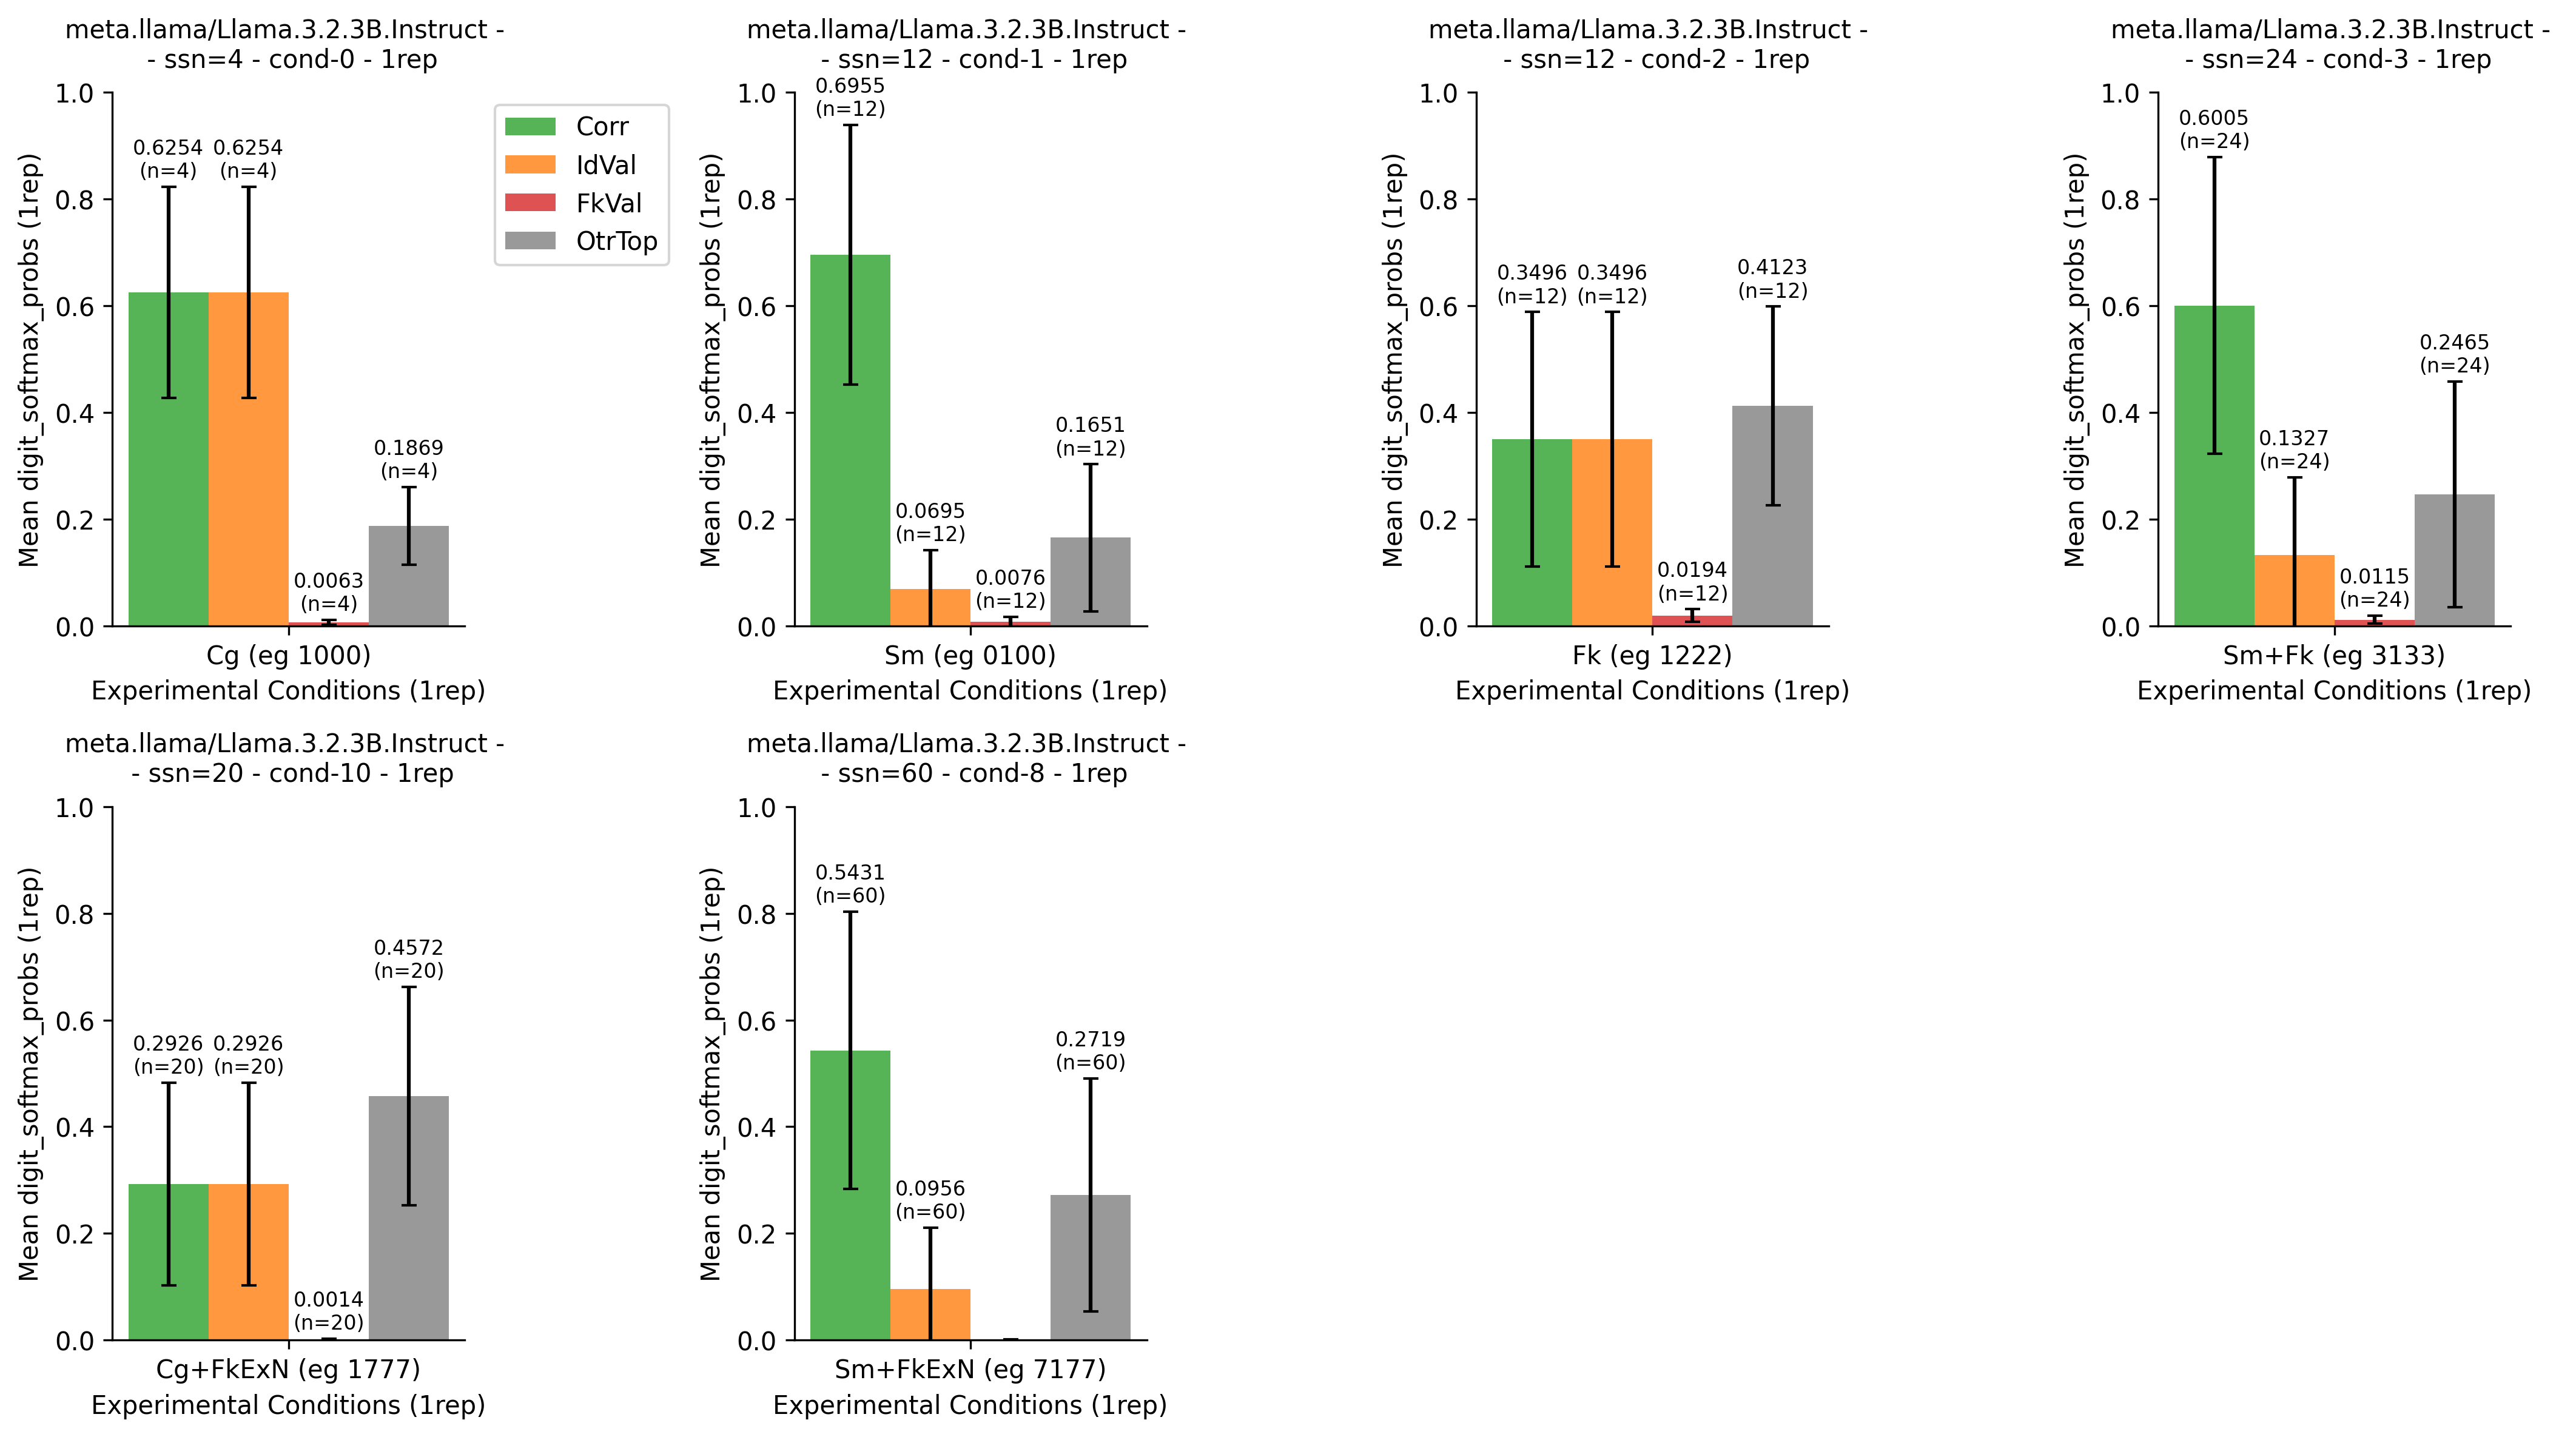 meta.llama/Llama.3.2.3B.Instruct -
- ssn=4 - cond-0 - 1rep
Mean digit_softmax_probs (1rep)
1.0
0.8
0.6
0.4
0.2
0.0
0.6254
(n=4)
0.6254
(n=4)
0.0063
(n=4)
0.1869
(n=4)
Corr
IdVal
FkVal
OtrTop
Cg (eg 1000)
Experimental Conditions (1rep)
meta.llama/Llama.3.2.3B.Instruct -
- ssn=12 - cond-1 - 1rep
Mean digit_softmax_probs (1rep)
1.0
0.8
0.6
0.4
0.2
0.0
0.6955
(n=12)
0.0695
(n=12)
0.0076
(n=12)
0.1651
(n=12)
Sm (eg 0100)
Experimental Conditions (1rep)
meta.llama/Llama.3.2.3B.Instruct -
- ssn=12 - cond-2 - 1rep
Mean digit_softmax_probs (1rep)
1.0
0.8
0.6
0.4
0.2
0.0
0.3496
(n=12)
0.3496
(n=12)
0.0194
(n=12)
0.4123
(n=12)
Fk (eg 1222)
Experimental Conditions (1rep)
meta.llama/Llama.3.2.3B.Instruct -
- ssn=24 - cond-3 - 1rep
Mean digit_softmax_probs (1rep)
1.0
0.8
0.6
0.4
0.2
0.0
0.6005
(n=24)
0.1327
(n=24)
0.0115
(n=24)
0.2465
(n=24)
Sm+Fk (eg 3133)
Experimental Conditions (1rep)
meta.llama/Llama.3.2.3B.Instruct -
- ssn=20 - cond-10 - 1rep
Mean digit_softmax_probs (1rep)
1.0
0.8
0.6
0.4
0.2
0.0
0.2926
(n=20)
0.2926
(n=20)
0.0014
(n=20)
0.4572
(n=20)
Cg+FkExN (eg 1777)
Experimental Conditions (1rep)
meta.llama/Llama.3.2.3B.Instruct -
- ssn=60 - cond-8 - 1rep
Mean digit_softmax_probs (1rep)
1.0
0.8
0.6
0.4
0.2
0.0
0.5431
(n=60)
0.0956
(n=60)
0.2719
(n=60)
Sm+FkExN (eg 7177)
Experimental Conditions (1rep)